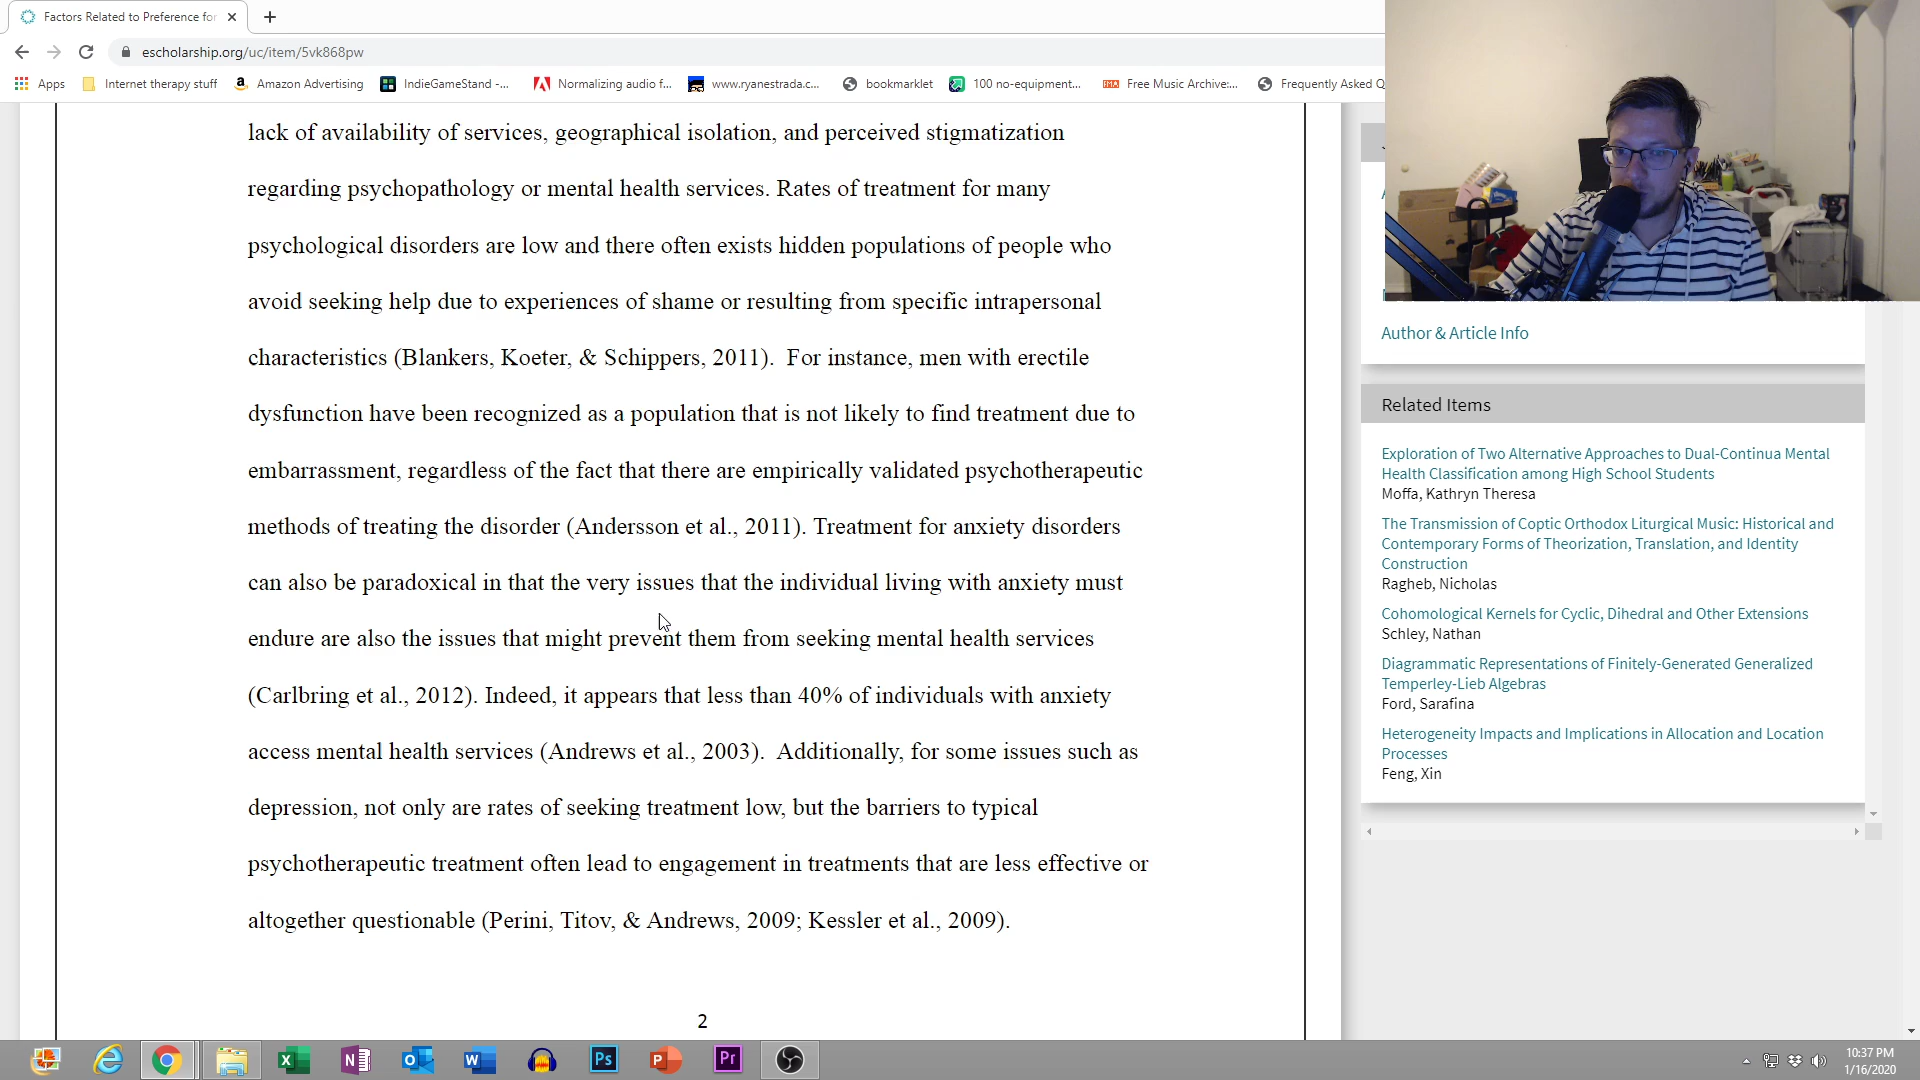 Factors Related to Preference for
escholarship.org/uc/item/5vk868pw
Apps
Internet therapy stuff
Amazon Advertising
IndieGameStand -...
Normalizing audio f...
www.ryanestrada.c...
bookmarklet
100 no-equipment...
Free Music Archive:...
Frequently Asked Q
lack of availability of services, geographical isolation, and perceived stigmatization
regarding psychopathology or mental health services. Rates of treatment for many
psychological disorders are low and there often exists hidden populations of people who
avoid seeking help due to experiences of shame or resulting from specific intrapersonal
characteristics (Blankers, Koeter, & Schippers, 2011).  For instance, men with erectile
dysfunction have been recognized as a population that is not likely to find treatment due to
embarrassment, regardless of the fact that there are empirically validated psychotherapeutic
methods of treating the disorder (Andersson et al., 2011). Treatment for anxiety disorders
can also be paradoxical in that the very issues that the individual living with anxiety must
endure are also the issues that might prevent them from seeking mental health services
(Carlbring et al., 2012). Indeed, it appears that less than 40% of individuals with anxiety
access mental health services (Andrews et al., 2003).  Additionally, for some issues such as
depression, not only are rates of seeking treatment low, but the barriers to typical
psychotherapeutic treatment often lead to engagement in treatments that are less effective or
altogether questionable (Perini, Titov, & Andrews, 2009; Kessler et al., 2009).
2
Author & Article Info
Related Items
Exploration of Two Alternative Approaches to Dual-Continua Mental
Health Classification among High School Students
Moffa, Kathryn Theresa
The Transmission of Coptic Orthodox Liturgical Music: Historical and
Contemporary Forms of Theorization, Translation, and Identity
Construction
Ragheb, Nicholas
Cohomological Kernels for Cyclic, Dihedral and Other Extensions
Schley, Nathan
Diagrammatic Representations of Finitely-Generated Generalized
Temperley-Lieb Algebras
Ford, Sarafina
Heterogeneity Impacts and Implications in Allocation and Location
Processes
Feng, Xin
Ps
Pr
10:37 PM
1/16/2020